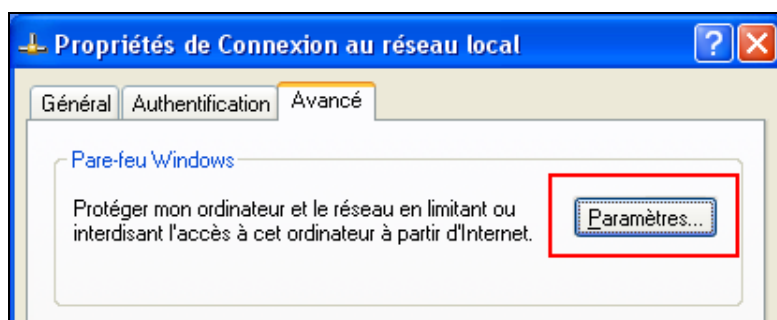 Propriétés de Connexion au réseau local
Général Authentification Avancé
Pare-feu Windows
Protéger mon ordinateur et le réseau en limitant ou
interdisant l'accès à cet ordinateur à partir d'Internet.
Paramètres...